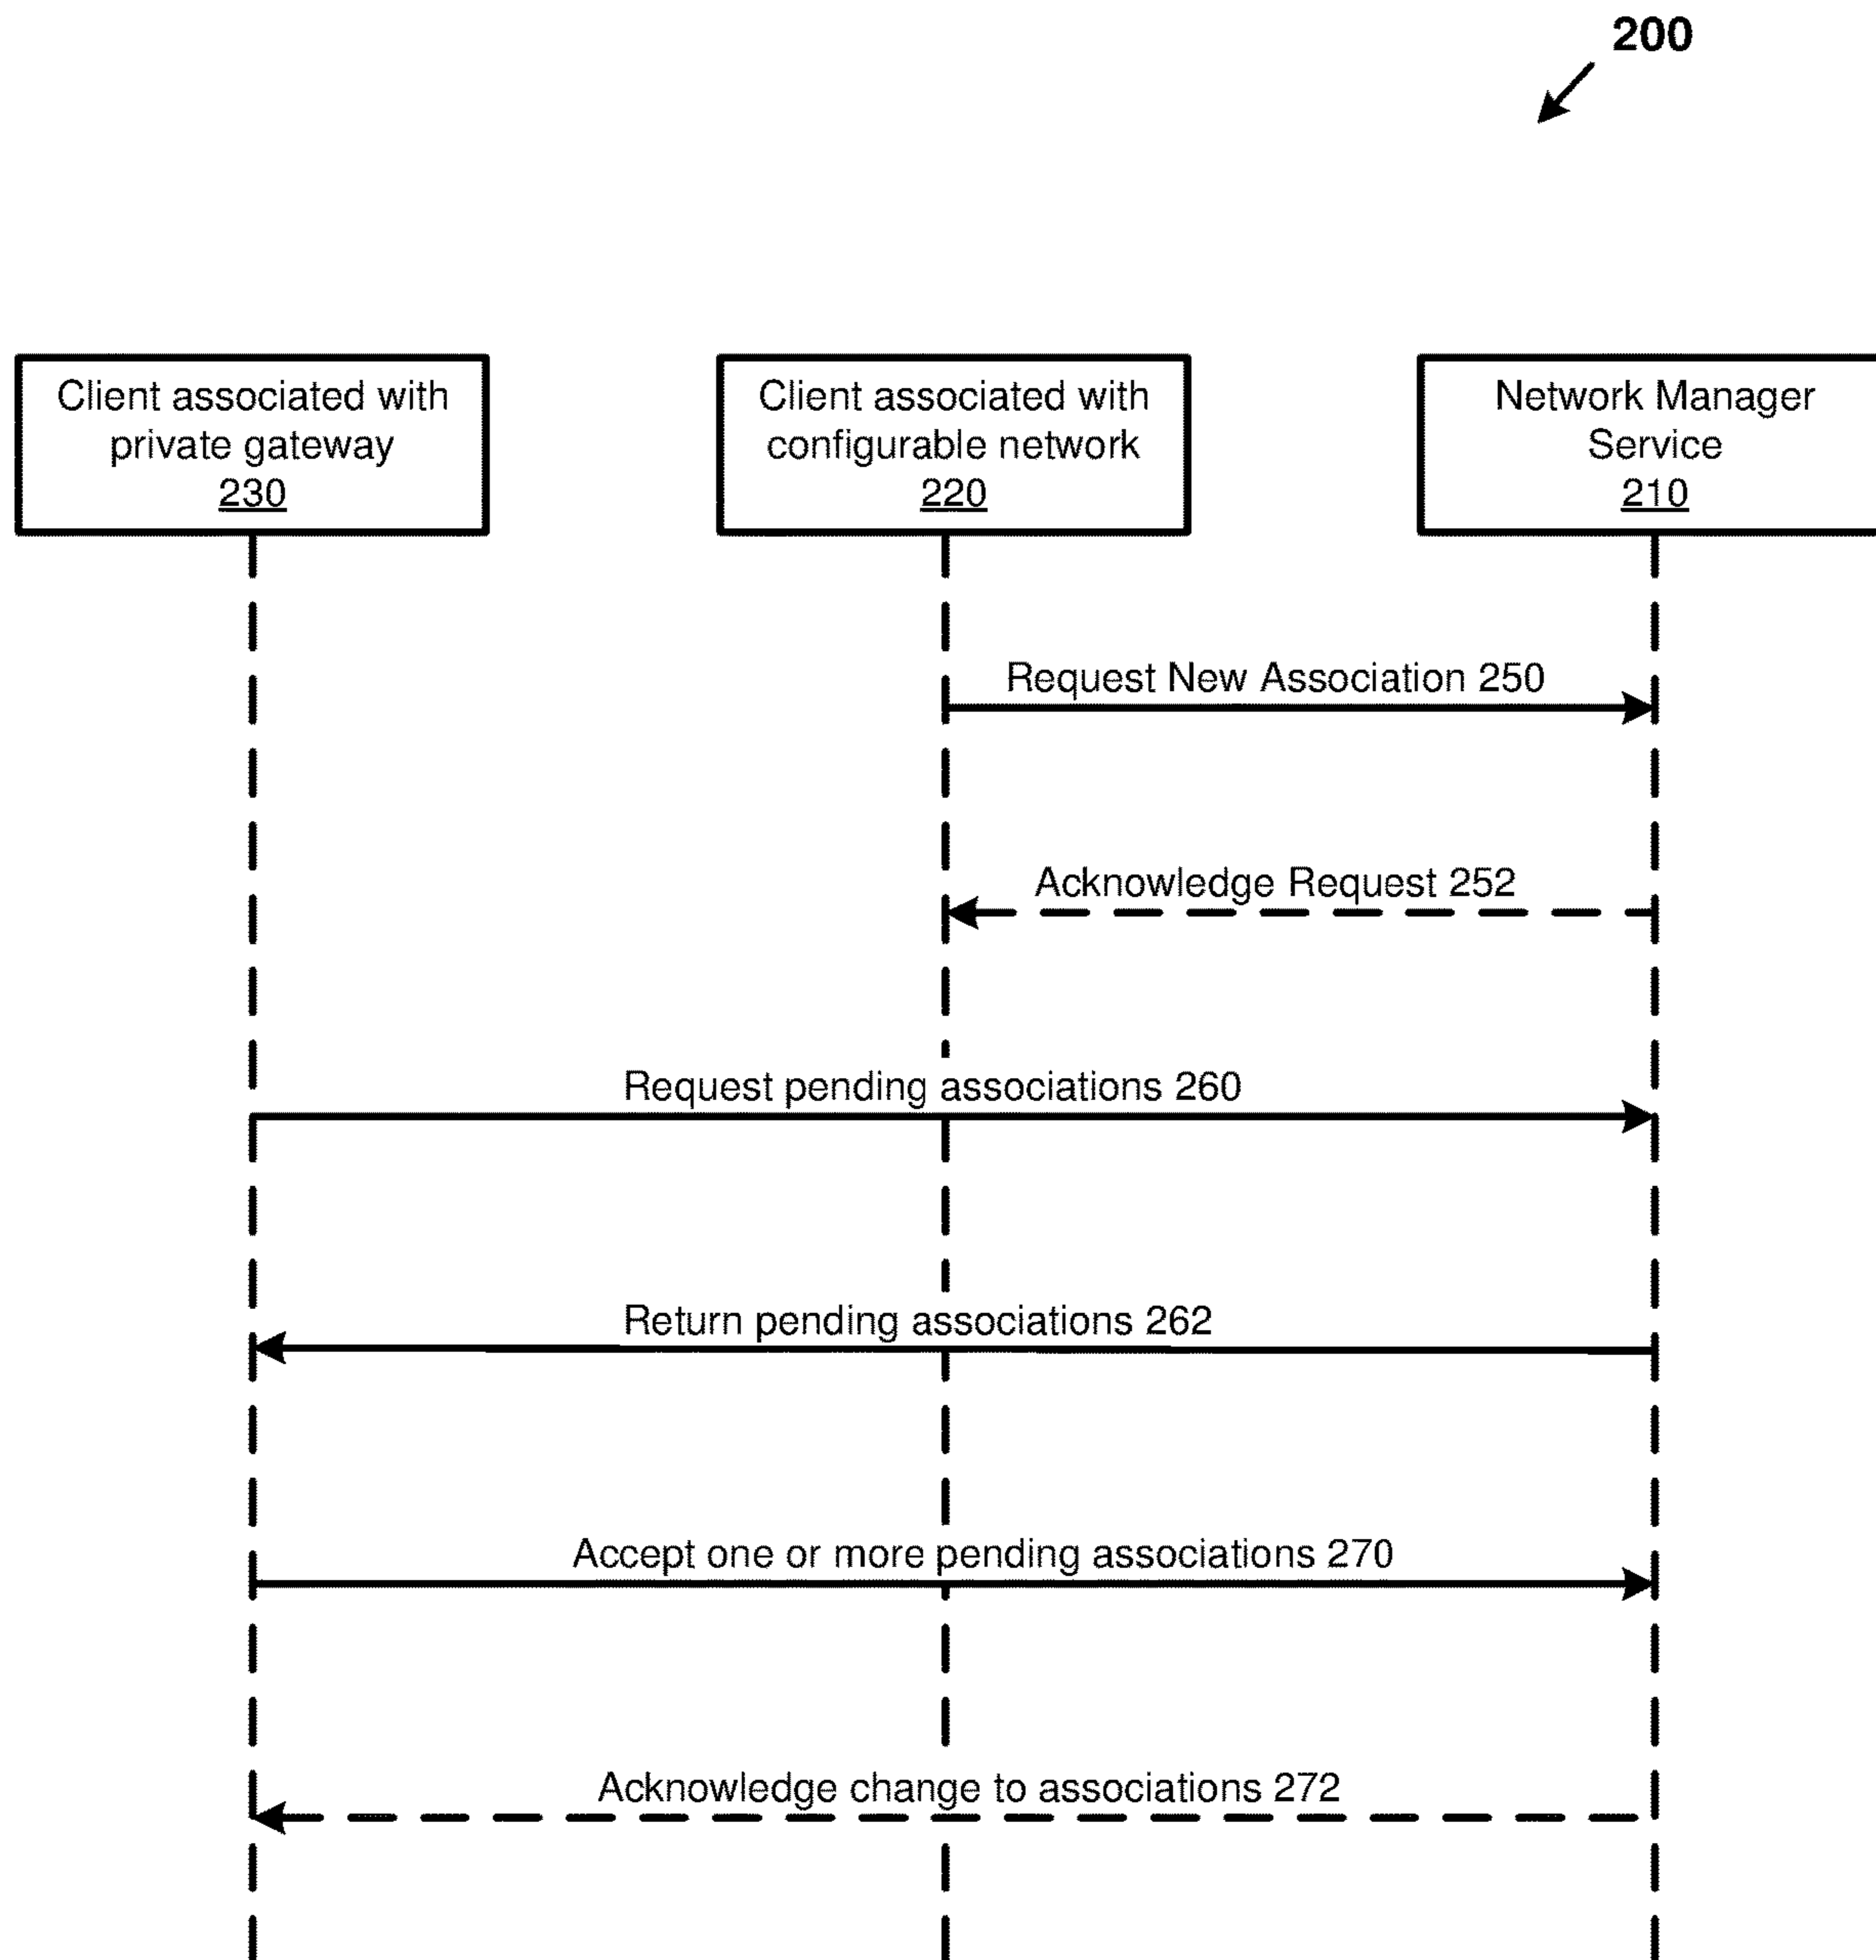 200
Client associated with
private gateway
230
Client associated with
configurable network
220
Network Manager
Service
210
Request New Association 250
Acknowledge Request 252
Request pending associations 260
Return pending associations 262
Accept one or more pending associations 270
Acknowledge change to associations 272